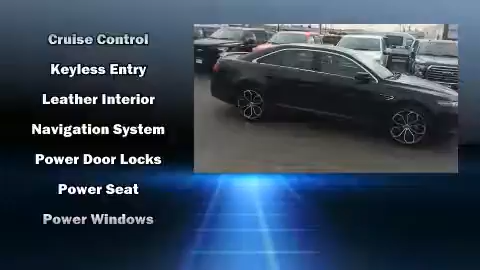 Cruise Control
Keyless Entry
Leather Interior
Navigation System
Power Door Locks
Power Seat
Power Windows